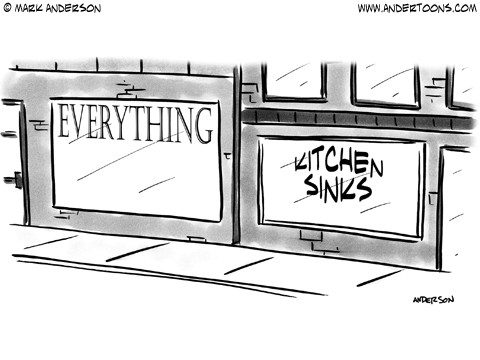 © MARK ANDERSON
WWW.ANDERTOONS.COM
EVERYTHING
KITCHEN
SINKS
ANDERSON